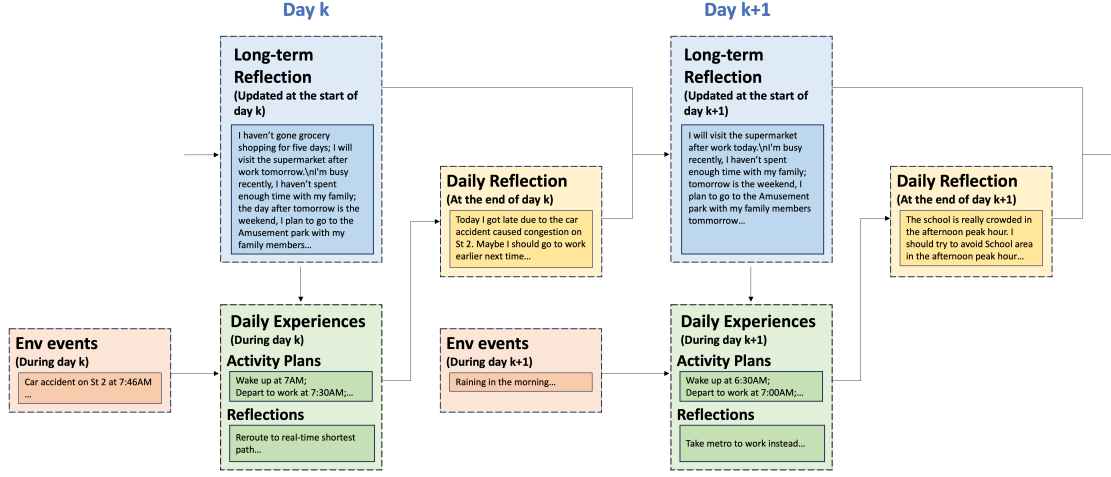 Day k
Day k+1
Long-term
Reflection
(Updated at the start of
day k)
I haven't gone grocery
shopping for five days; I will
visit the supermarket after
work tomorrow.\nI'm busy
recently, I haven't spent
enough time with my family;
the day after tomorrow is the
weekend, I plan to go to the
Amusement park with my
family members…
Daily Reflection
(At the end of day k)
Today I got late due to the car
accident caused congestion on
St 2. Maybe I should go to work
earlier next time…
Env events
(During day k)
Car accident on St 2 at 7:46AM
…
Daily Experiences
(During day k)
Activity Plans
Wake up at 7AM;
Depart to work at 7:30AM;…
Reflections
Reroute to real-time shortest
path…
Long-term
Reflection
(Updated at the start of
day k+1)
I will visit the supermarket
after work today.\nI'm busy
recently, I haven't spent
enough time with my family;
tomorrow is the weekend, I
plan to go to the Amusement
park with my family members
tommorrow…
Daily Reflection
(At the end of day k+1)
The school is really crowded in
the afternoon peak hour. I
should try to avoid School area
in the afternoon peak hour…
Env events
(During day k+1)
Raining in the morning…
Daily Experiences
(During day k+1)
Activity Plans
Wake up at 6:30AM;
Depart to work at 7:00AM;…
Reflections
Take metro to work instead…